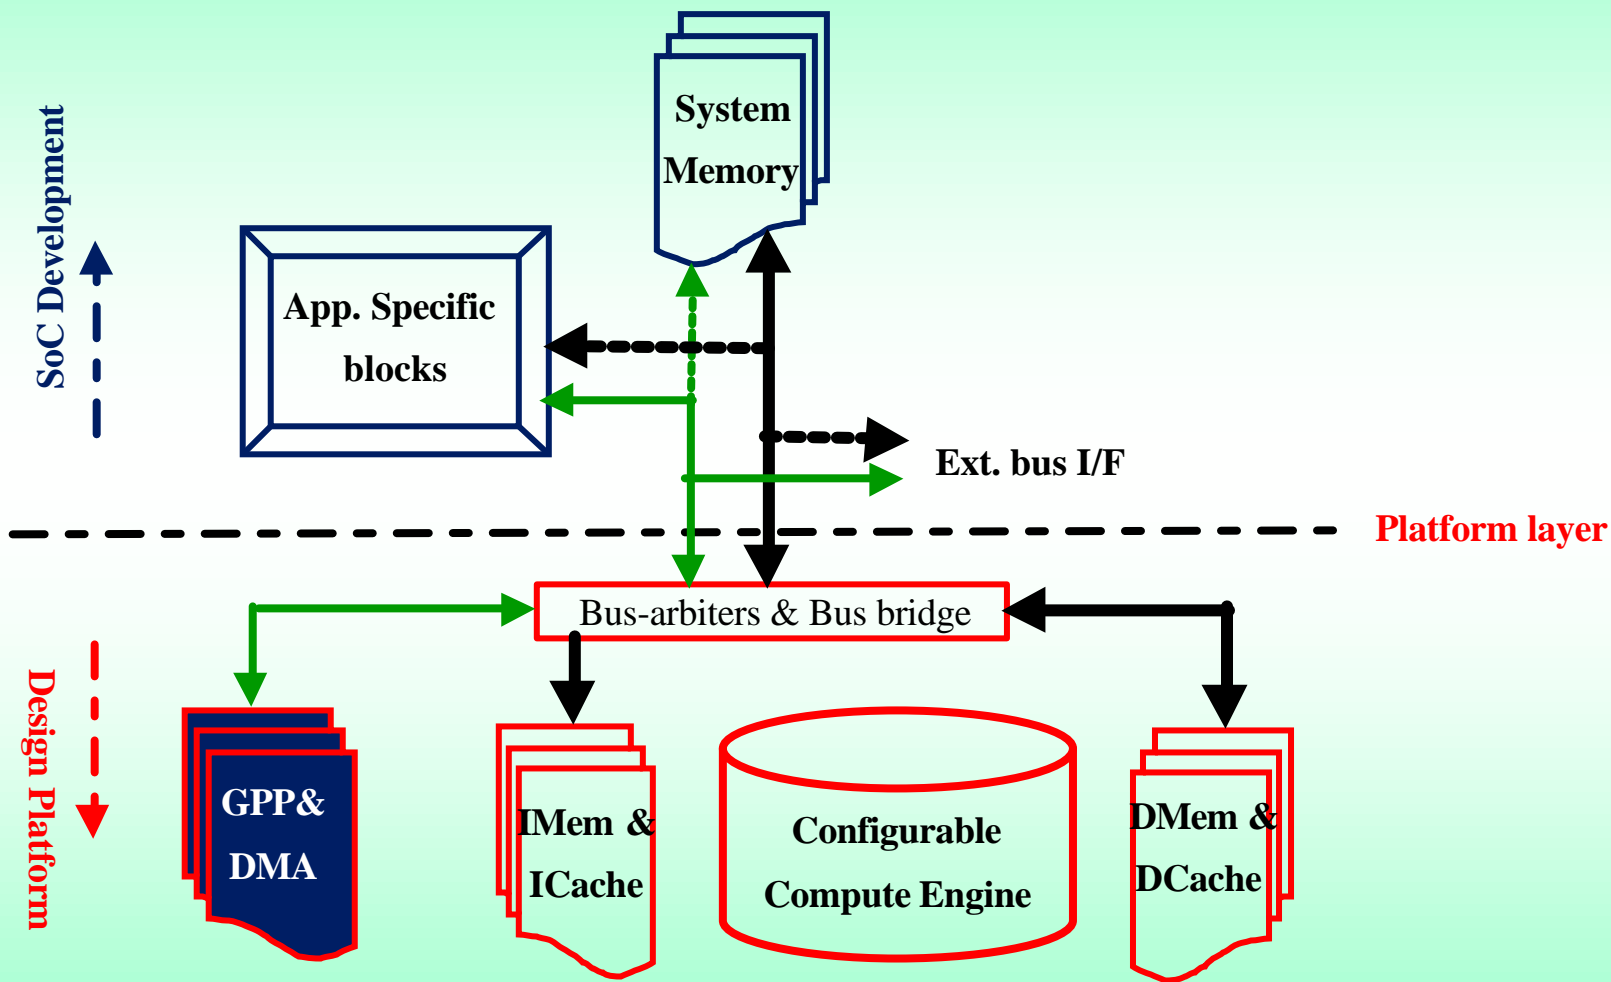 System
Memory
SoC Development
App. Specific
blocks
Ext. bus I/F
Platform layer
Bus-arbiters & Bus bridge
Design Platform
GPP&
DMA
IMem &
ICache
Configurable
Compute Engine
DMem &
DCache